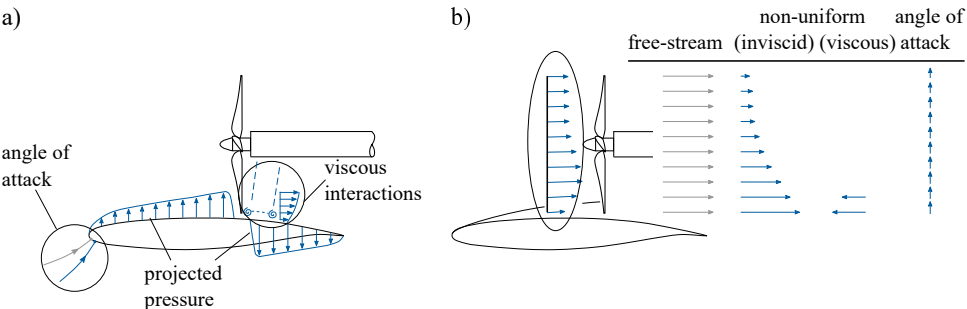 a)
angle of
attack
viscous
interactions
projected
pressure
b)
non-uniform angle of
free-stream (inviscid) (viscous) attack